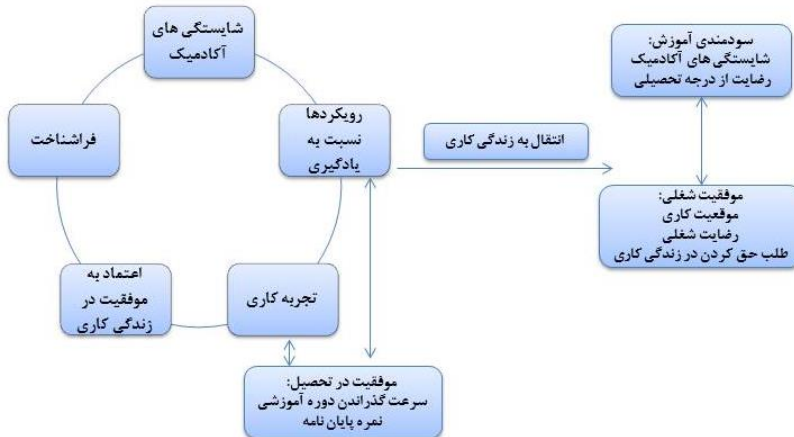 شایستگی های
آکادمیک
رویکردها
نسبت به
یادگیری
تجربه کاری
اعتماد به
موفقیت در
زندگی کاری
فراشناخت
انتقال به زندگی کاری
سودمندی آموزش:
شایستگی های آکادمیک
رضایت از درجه تحصیلی
موفقیت شغلی:
موقعیت کاری
رضایت شغلی
طلب حق کردن در زندگی کاری
موفقیت در تحصیل:
سرعت گذراندن دوره آموزشی
نمره پایان نامه